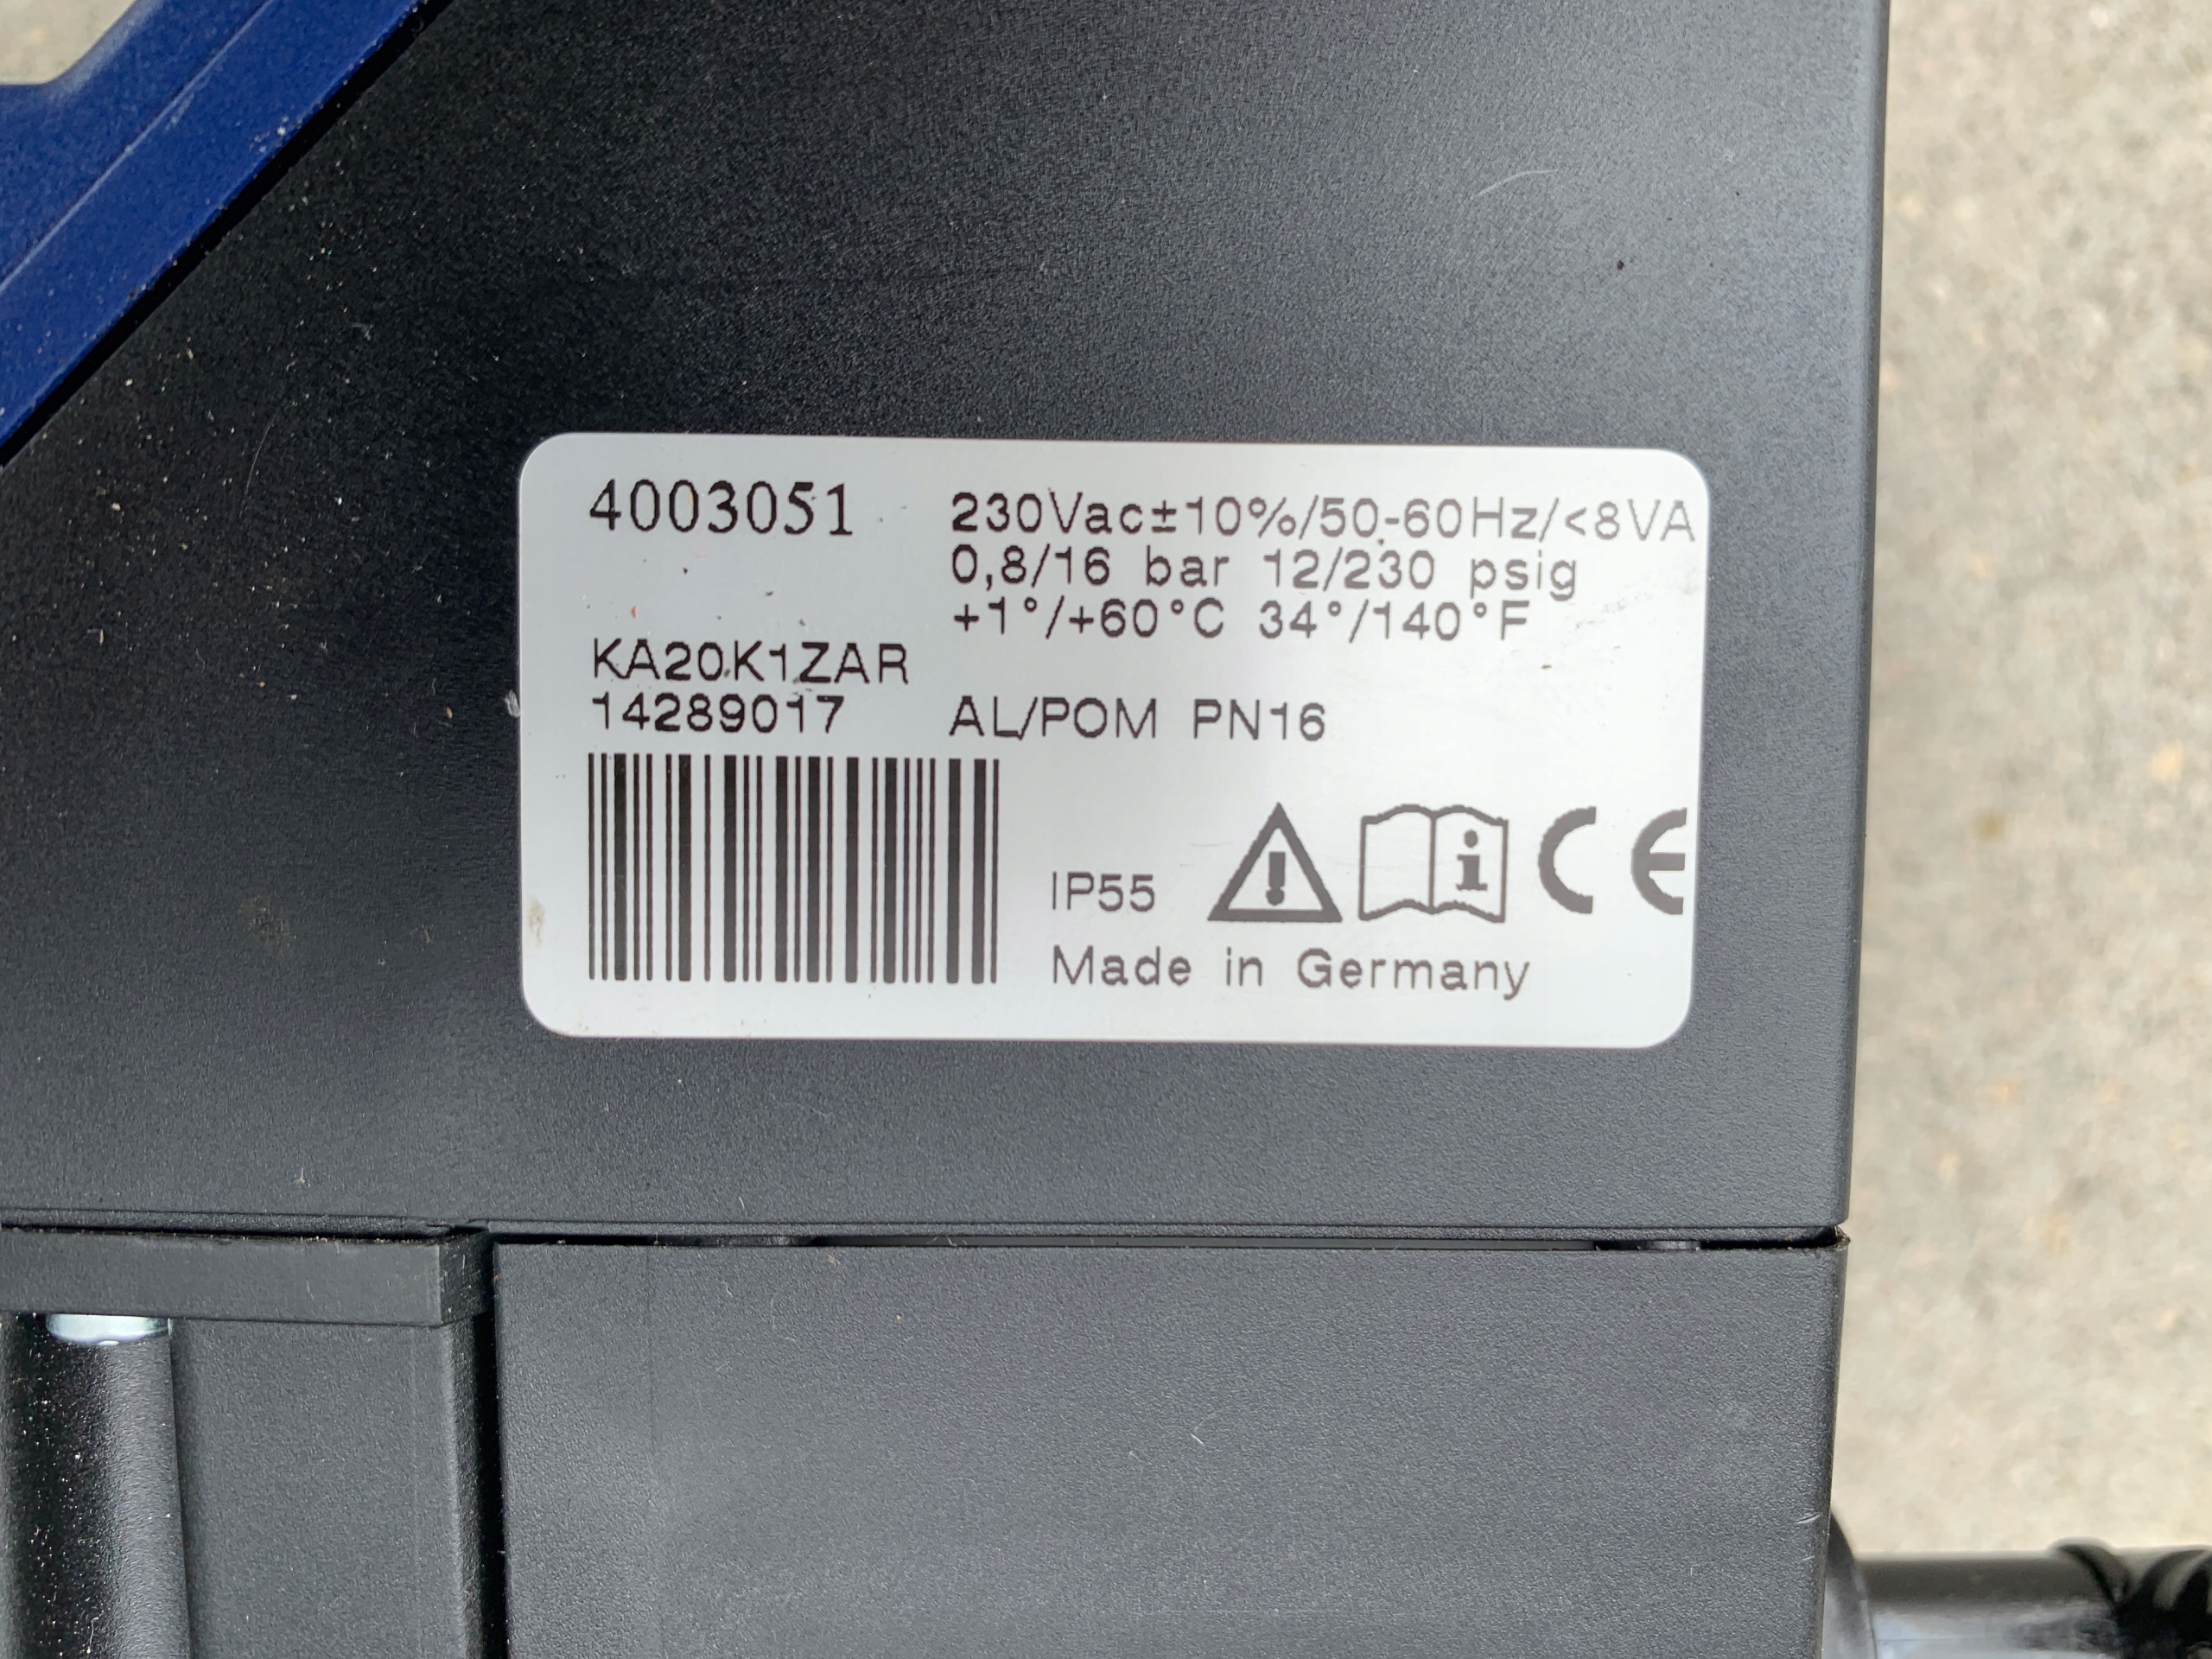 4003051
230Vac±10%/50-60Hz/<8VA
0,8/16 bar 12/230 psig
+1°/+60°C 34°/140°F
KA20K1ZAR
14289017
AL/POM PN16
IP55
i
CE
Made in Germany